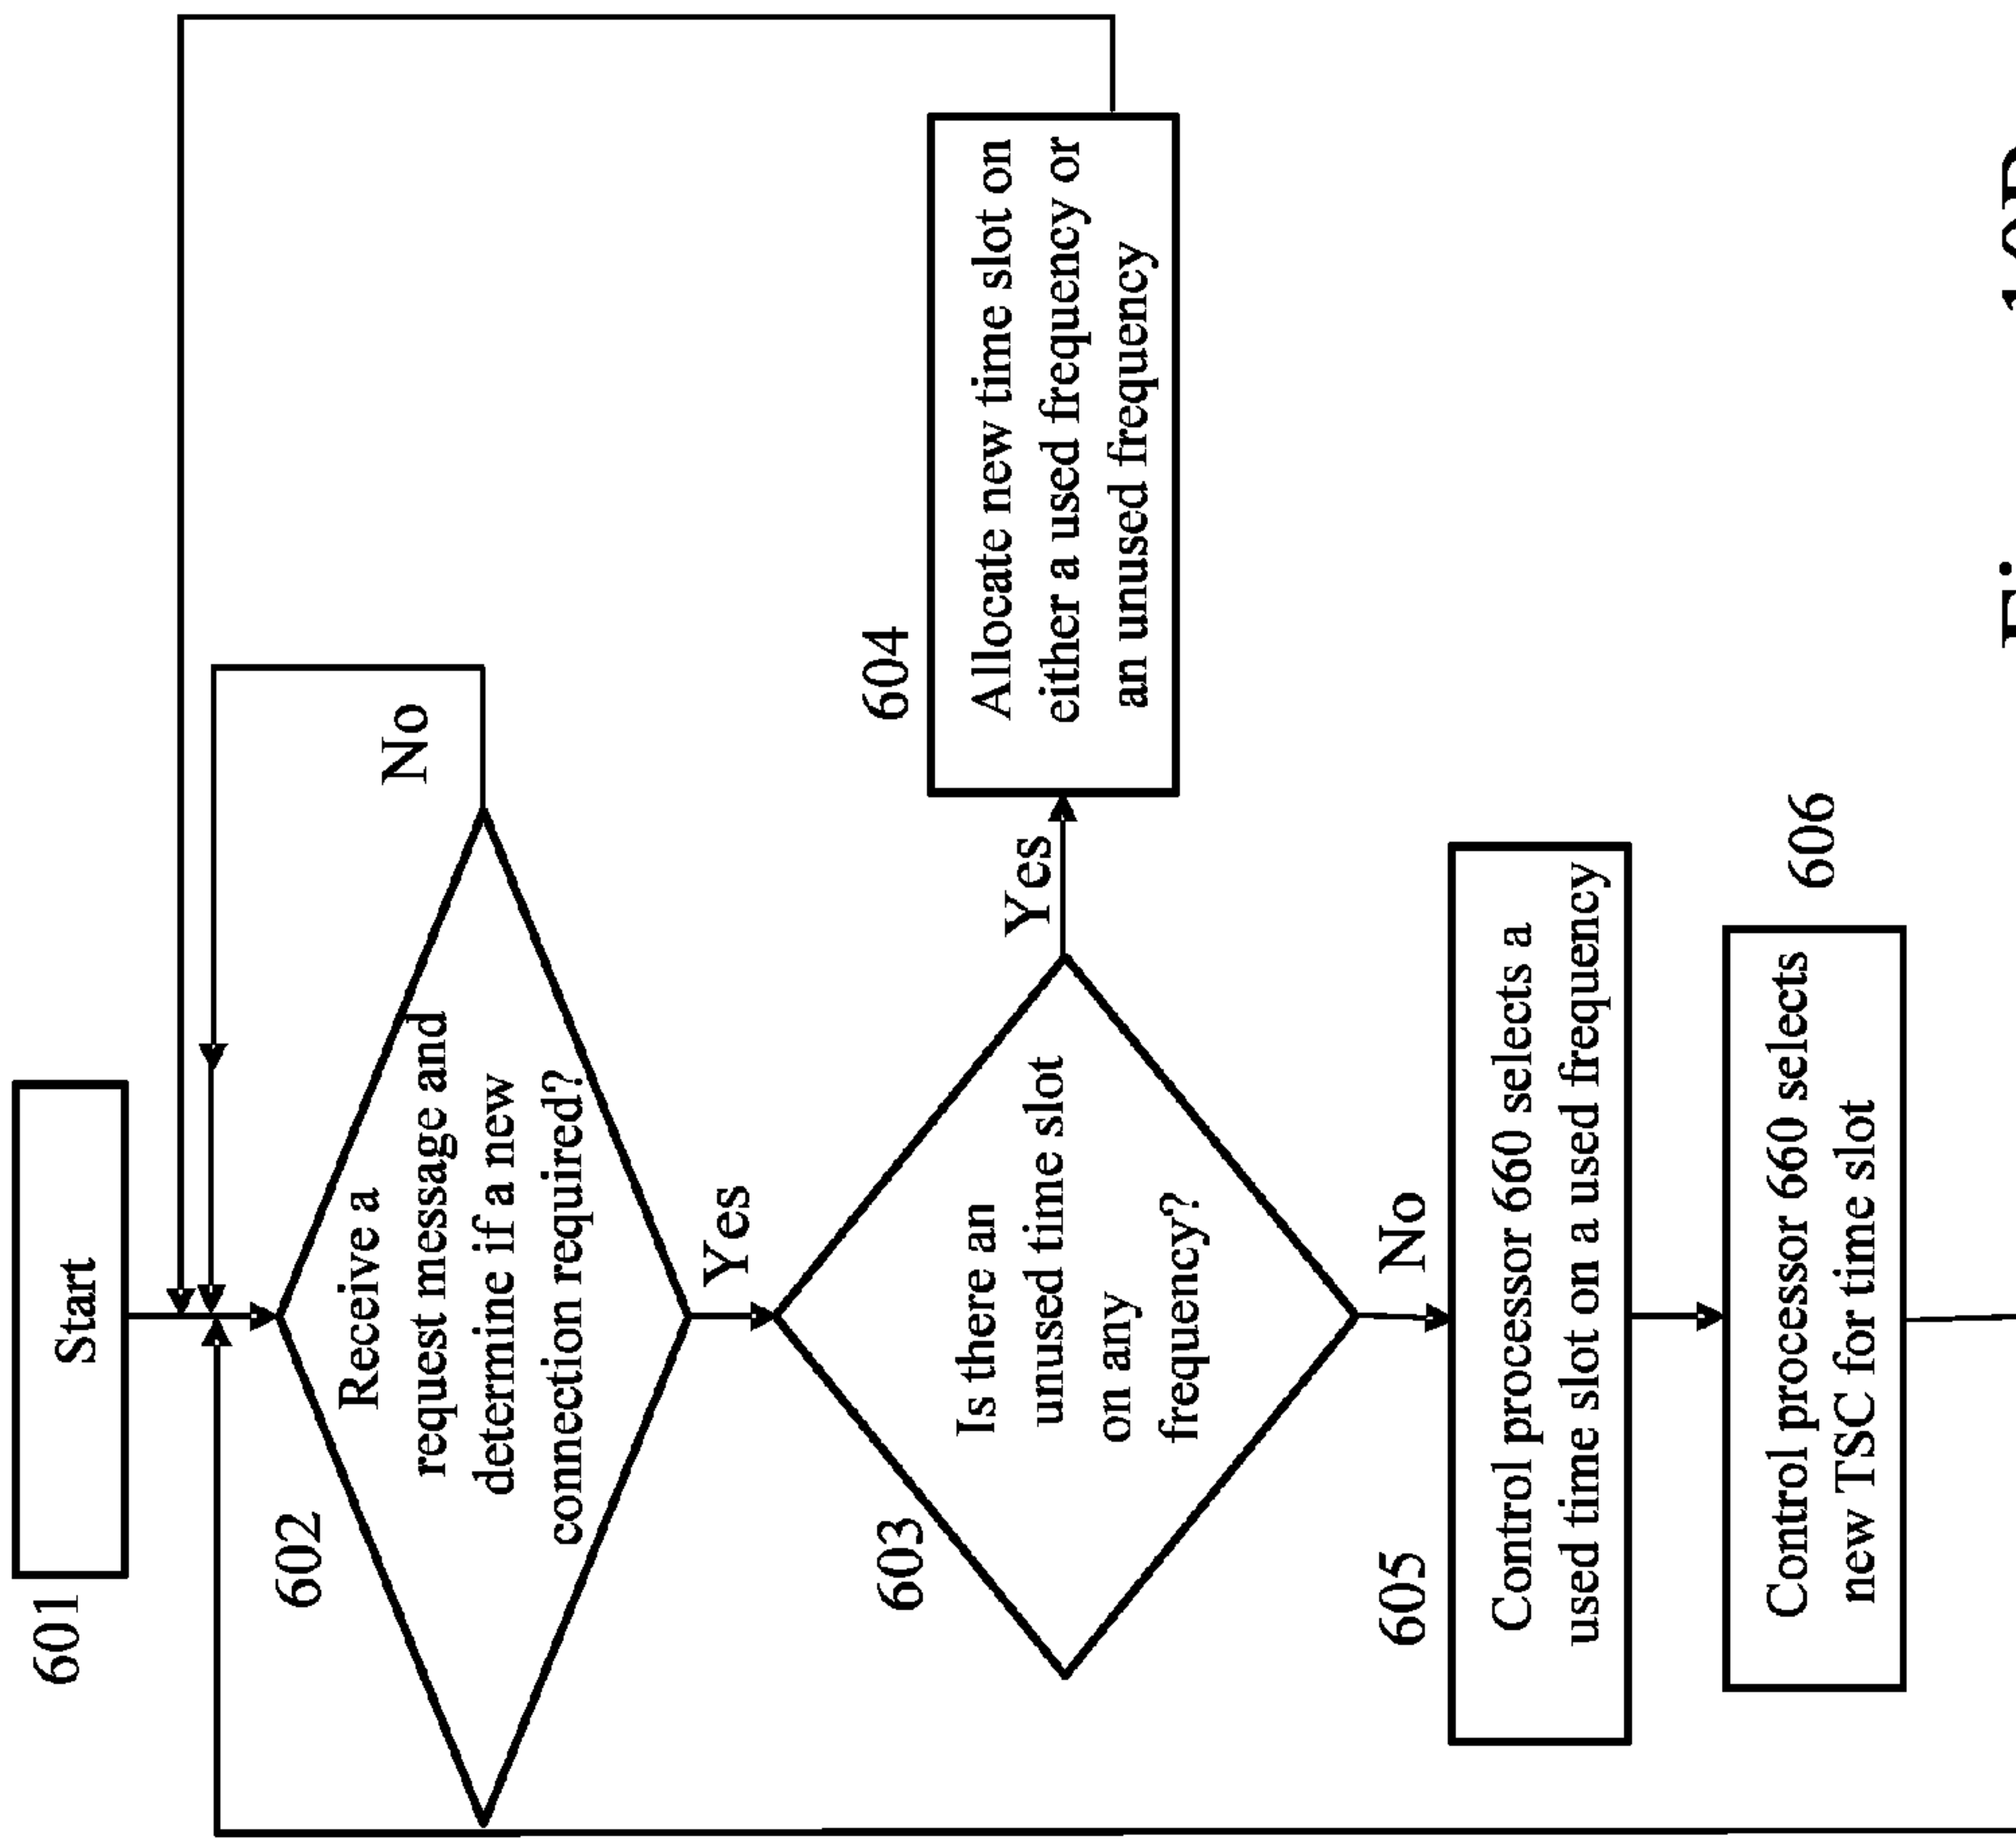 601
Start
602
Receive a
request message and
determine if a new
connection required?
No
Yes
603
Is there an
unused time slot
on any
frequency?
Yes
604
Allocate new time slot on
either a used frequency or
an unused frequency
No
605
Control processor 660 selects a
used time slot on a used frequency
606
Control processor 660 selects
new TSC for time slot